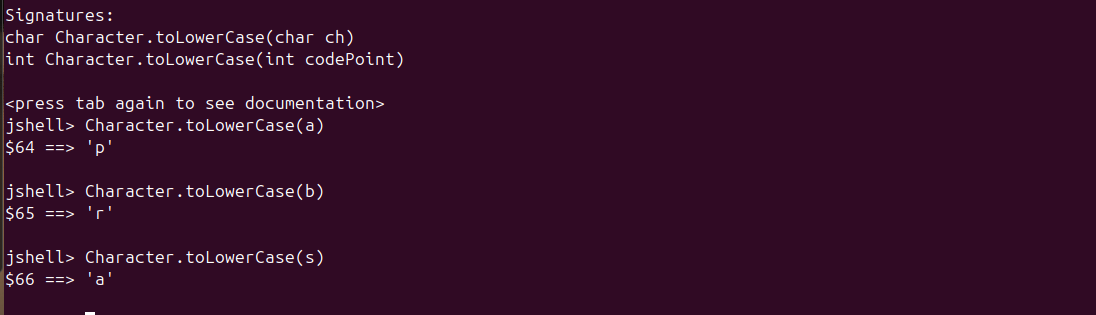 Signatures:
char Character.toLowerCase(char ch)
int Character.toLowerCase(int codePoint)
<press tab again to see documentation>
jshell> Character.toLowerCase(a)
$64 ==> 'p'
jshell> Character.toLowerCase(b)
$65 ==> 'r'
jshell> Character.toLowerCase(s)
$66 ==> 'a'